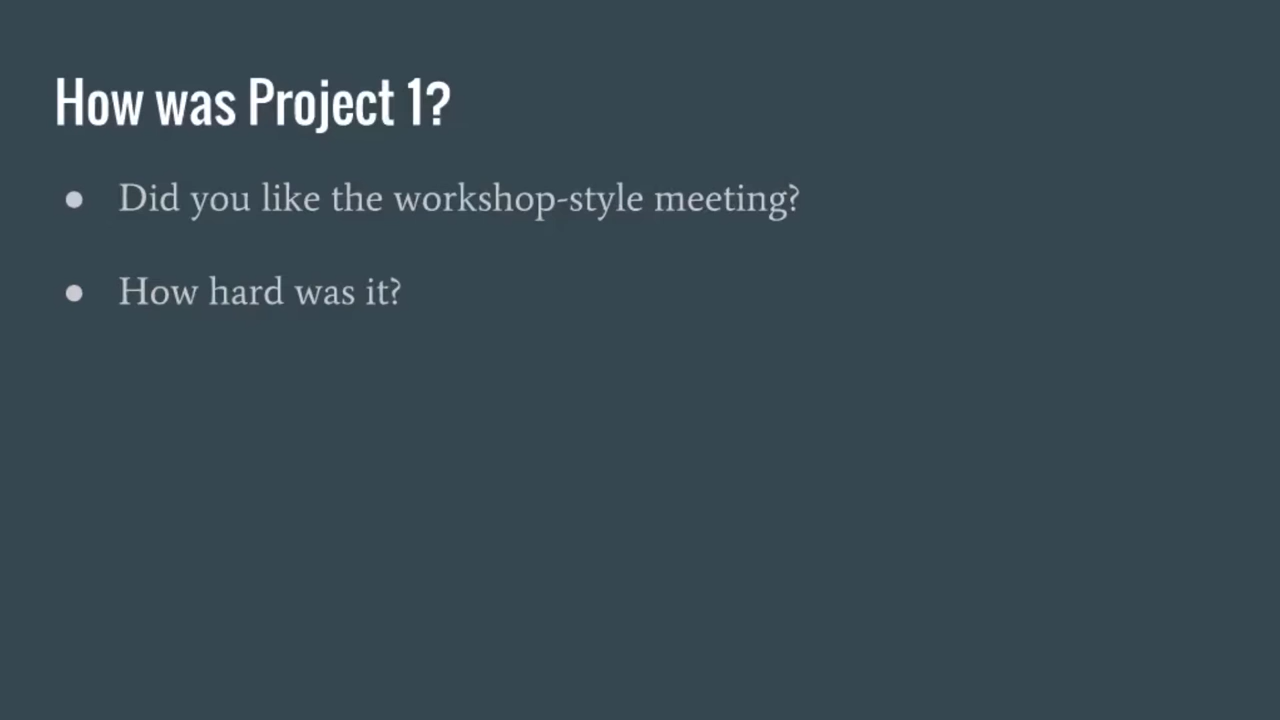 How was Project 1?
● Did you like the workshop-style meeting?
● How hard was it?